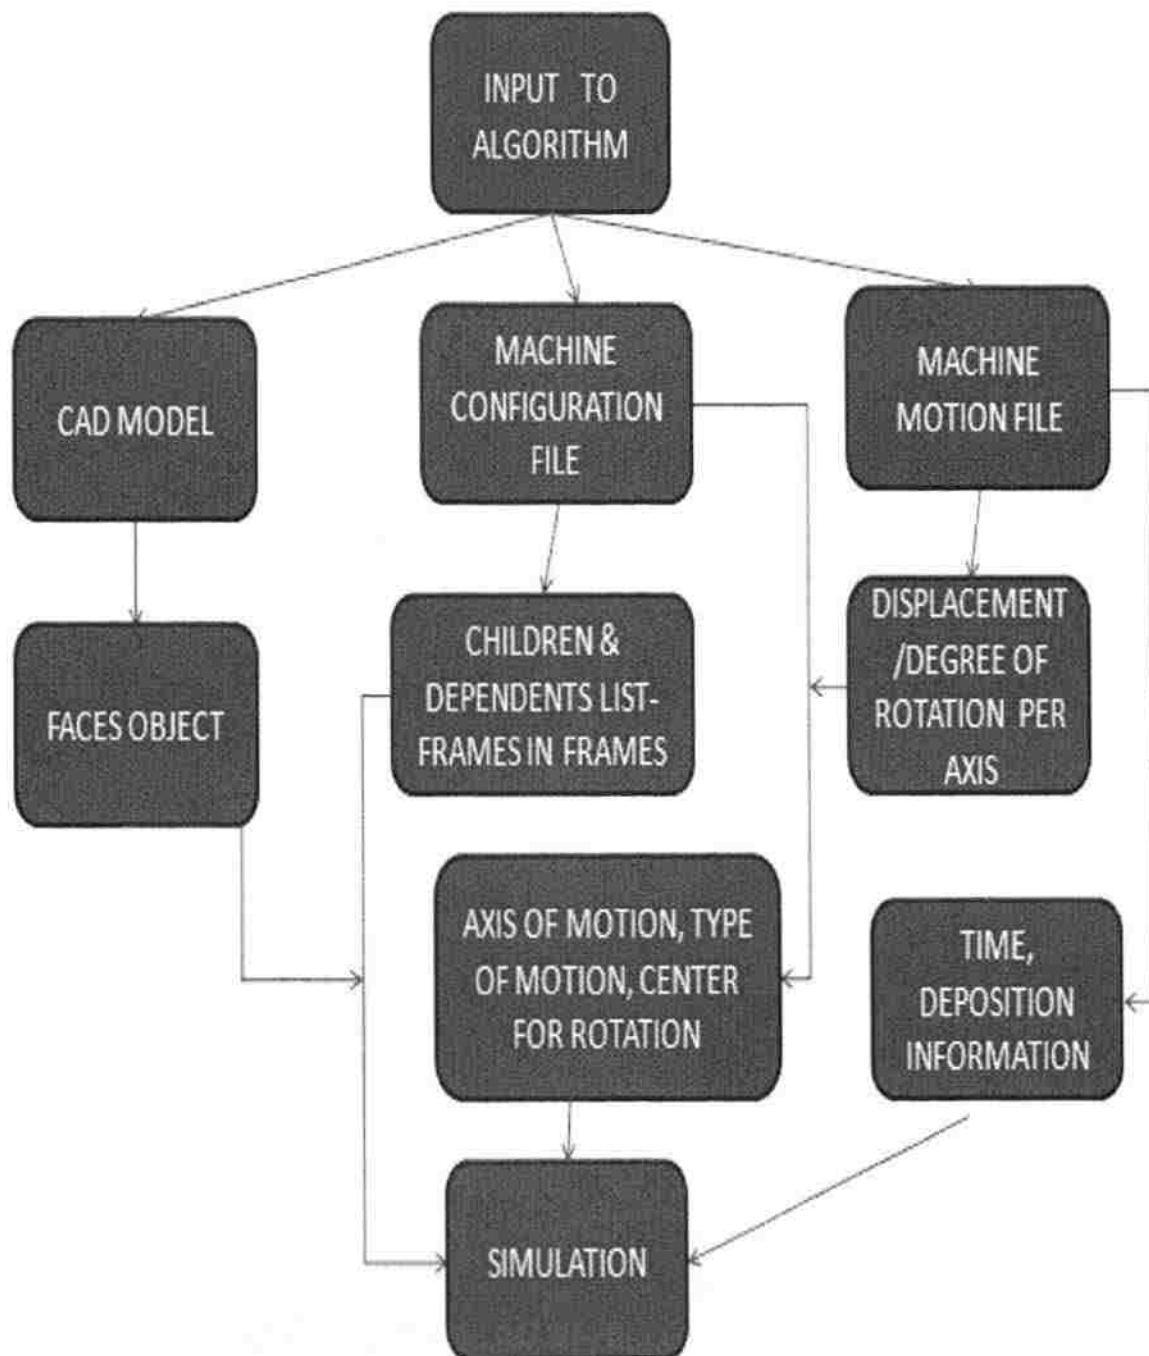 INPUT TO
ALGORITHM
CAD MODEL
MACHINE
CONFIGURATION
FILE
MACHINE
MOTION FILE
FACES OBJECT
CHILDREN &
DEPENDENTS LIST-
FRAMES IN FRAMES
DISPLACEMENT
/DEGREE OF
ROTATION PER
AXIS
AXIS OF MOTION, TYPE
OF MOTION, CENTER
FOR ROTATION
TIME,
DEPOSITION
INFORMATION
SIMULATION